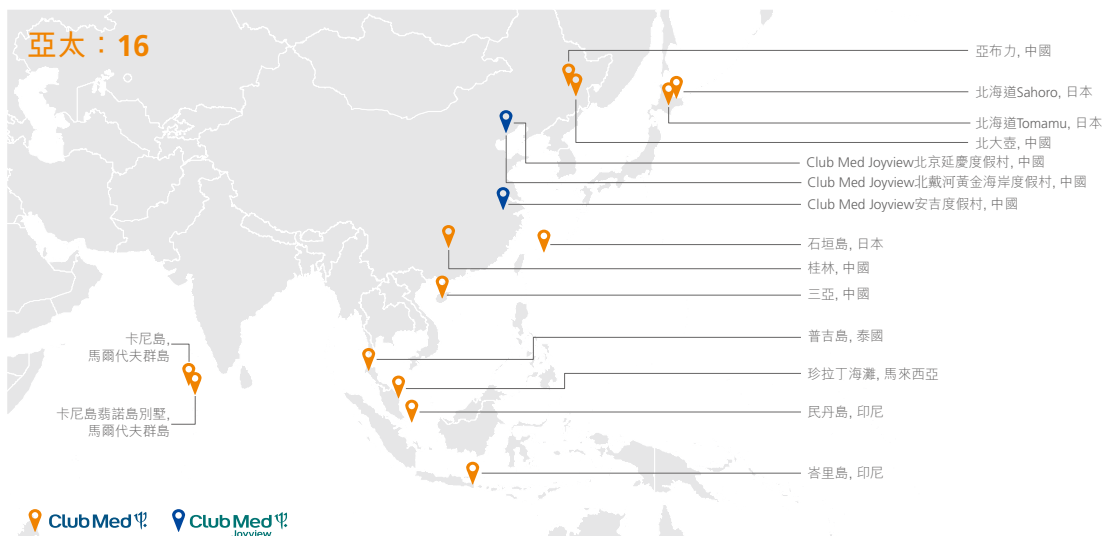 亞太：16
亞布力, 中國
北海道Sahoro, 日本
北海道Tomamu, 日本
北大壺, 中國
Club Med Joyview北京延慶度假村, 中國
Club Med Joyview北戴河黃金海岸度假村, 中國
Club Med Joyview安吉度假村, 中國
石垣島, 日本
桂林, 中國
三亞, 中國
普吉島, 泰國
卡尼島,
馬爾代夫群島
珍拉丁海灘, 馬來西亞
卡尼島翡諾島別墅,
馬爾代夫群島
民丹島, 印尼
峇里島, 印尼
Club Med
Club Med
Joyview